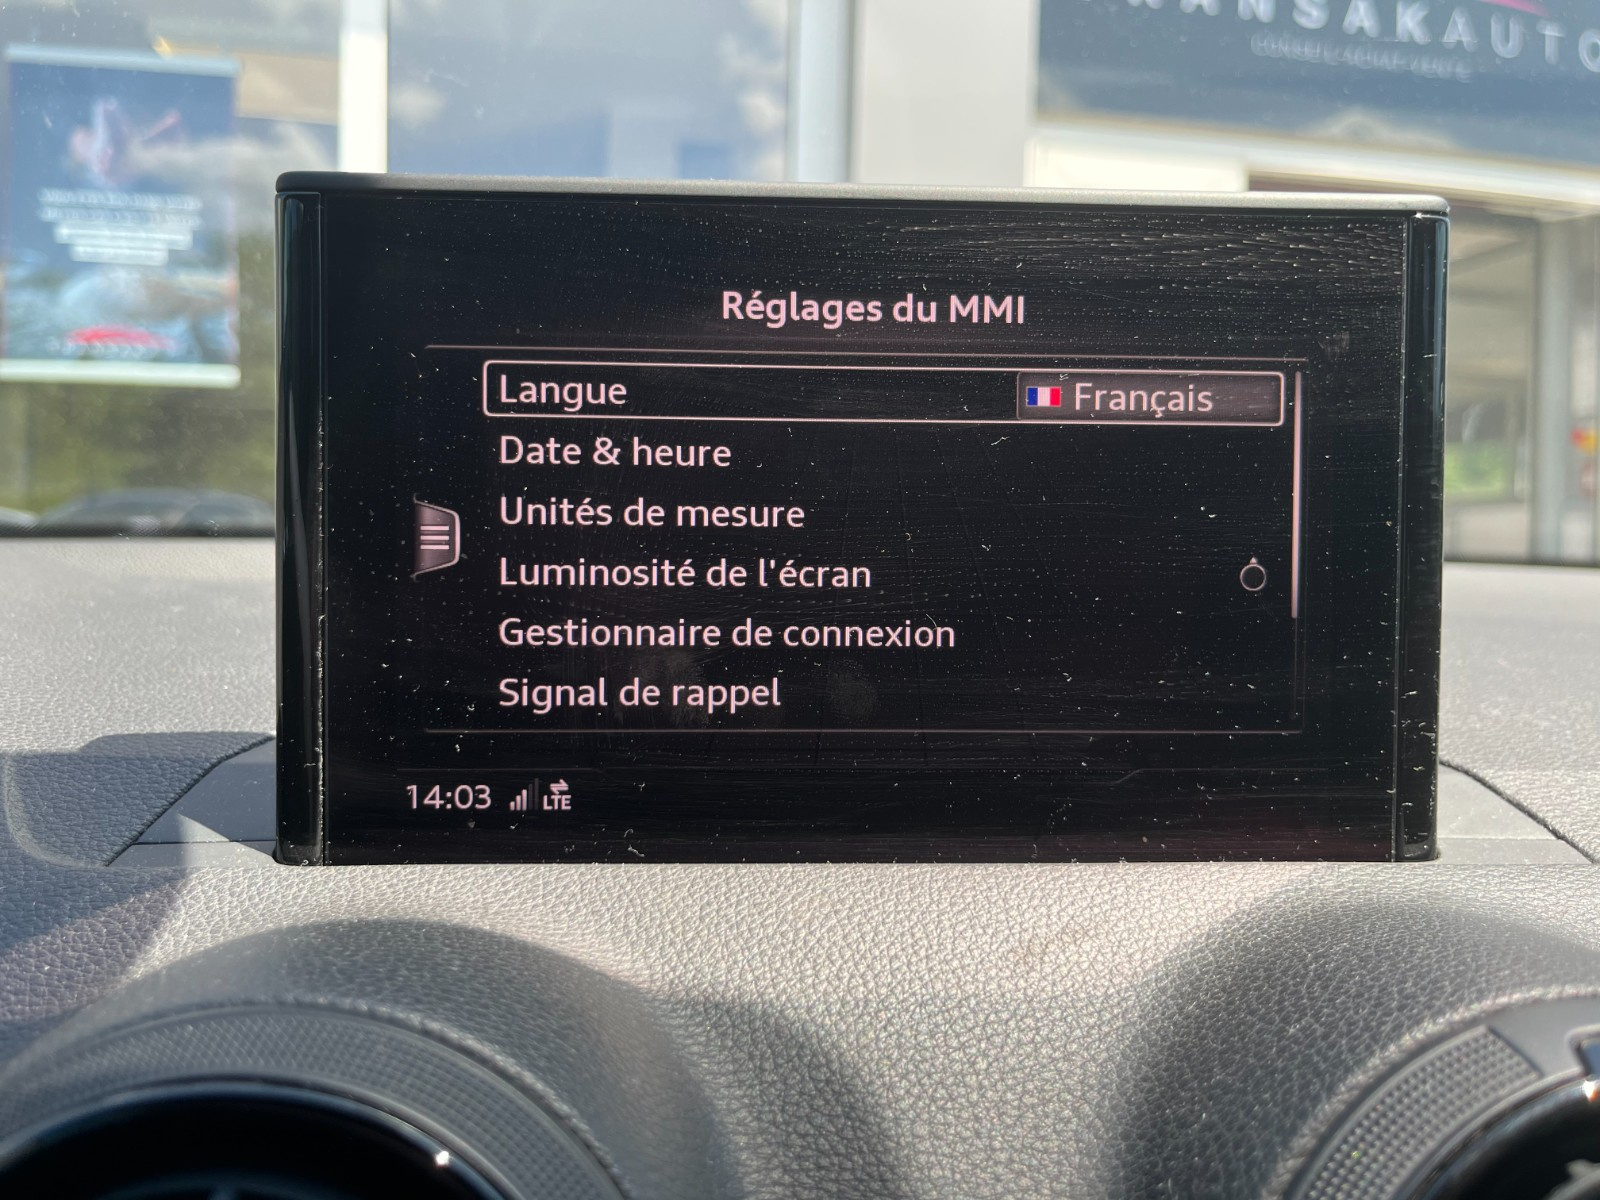 ANSAKAUTO
Réglages du MMI
Langue Français
Date & heure
Unités de mesure
Luminosité de l'écran
Gestionnaire de connexion
Signal de rappel
14:03 LTE